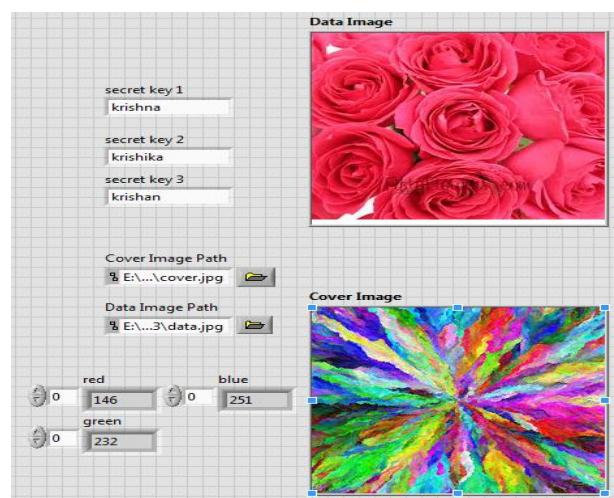 Data Image
secret key 1
krishna
secret key 2
krishika
secret key 3
krishan
Cover Image Path
E:\...\cover.jpg
Data Image Path
E:\...3\data.jpg
Cover Image
red
blue
0
146
0
251
green
0
232